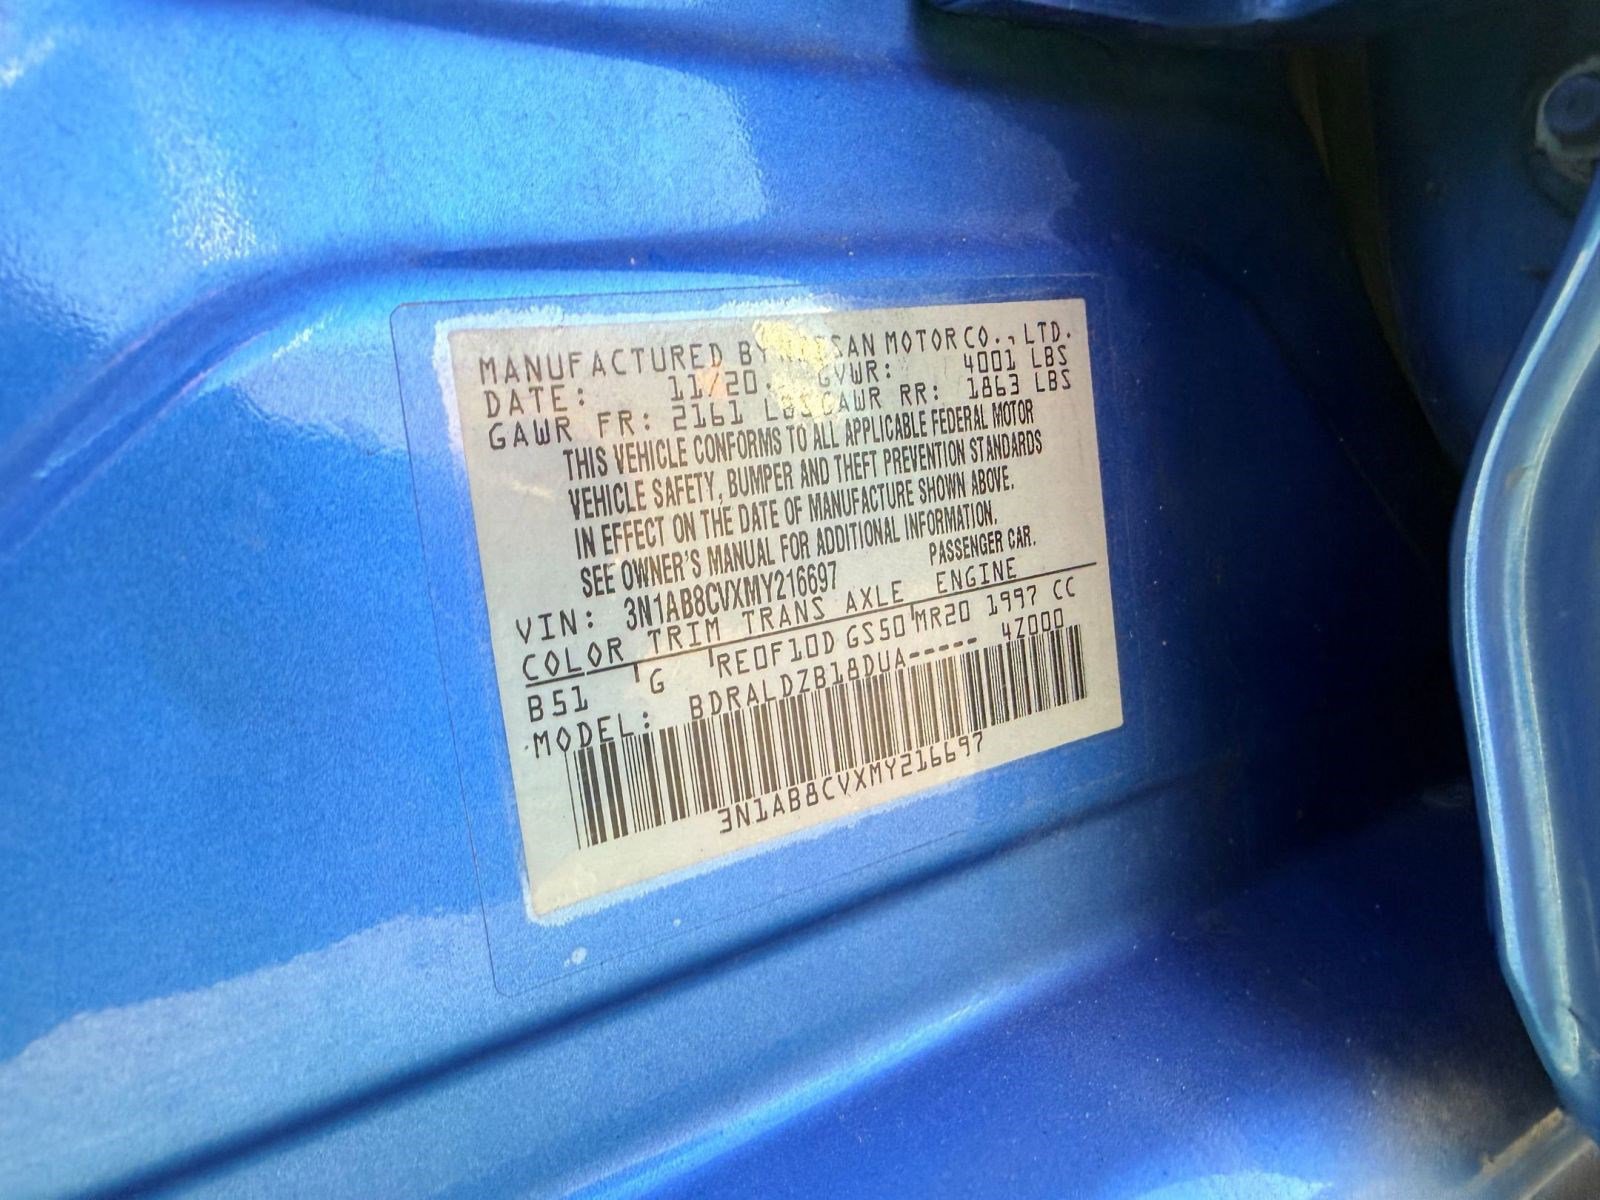 MANUFACTURED BY NISSAN MOTOR CO., LTD.
DATE: 11/20 GVWR: 4001 LBS
GAWR FR: 2161 LBS GAWR RR: 1863 LBS
THIS VEHICLE CONFORMS TO ALL APPLICABLE FEDERAL MOTOR
VEHICLE SAFETY, BUMPER AND THEFT PREVENTION STANDARDS
IN EFFECT ON THE DATE OF MANUFACTURE SHOWN ABOVE.
SEE OWNER'S MANUAL FOR ADDITIONAL INFORMATION.
VIN: 3N1AB8CVXMY216697 PASSENGER CAR.
COLOR TRIM TRANS AXLE ENGINE
B51 G RE0F10D GS50 MR20 1997 CC
MODEL: BDRALDZB18DUA----- 4Z000
3N1AB8CVXMY216697